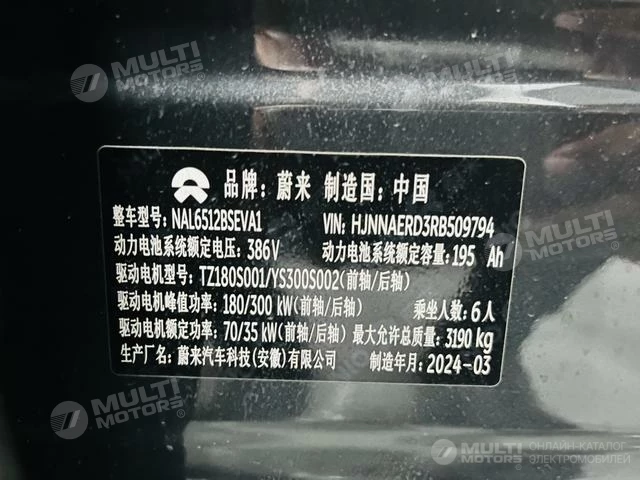 MULTI MOTORS
MULTI MOTORS
品牌: 蔚来 制造国: 中国
整车型号: NAL6512BSEVA1 VIN: HJNNAERD3RB509794
动力电池系统额定电压: 386V 动力电池系统额定容量: 195 Ah
驱动电机型号: TZ180S001/YS300S002(前轴/后轴)
驱动电机峰值功率: 180/300 kW(前轴/后轴) 乘坐人数: 6人
驱动电机额定功率: 70/35 kW(前轴/后轴) 最大允许总质量: 3190 kg
生产厂名: 蔚来汽车科技(安徽)有限公司 制造年月: 2024-03
MULTI MOTORS
MULTI MOTORS
ОНЛАЙН-КАТАЛОГ
ЭЛЕКТРОМОБИЛЕЙ